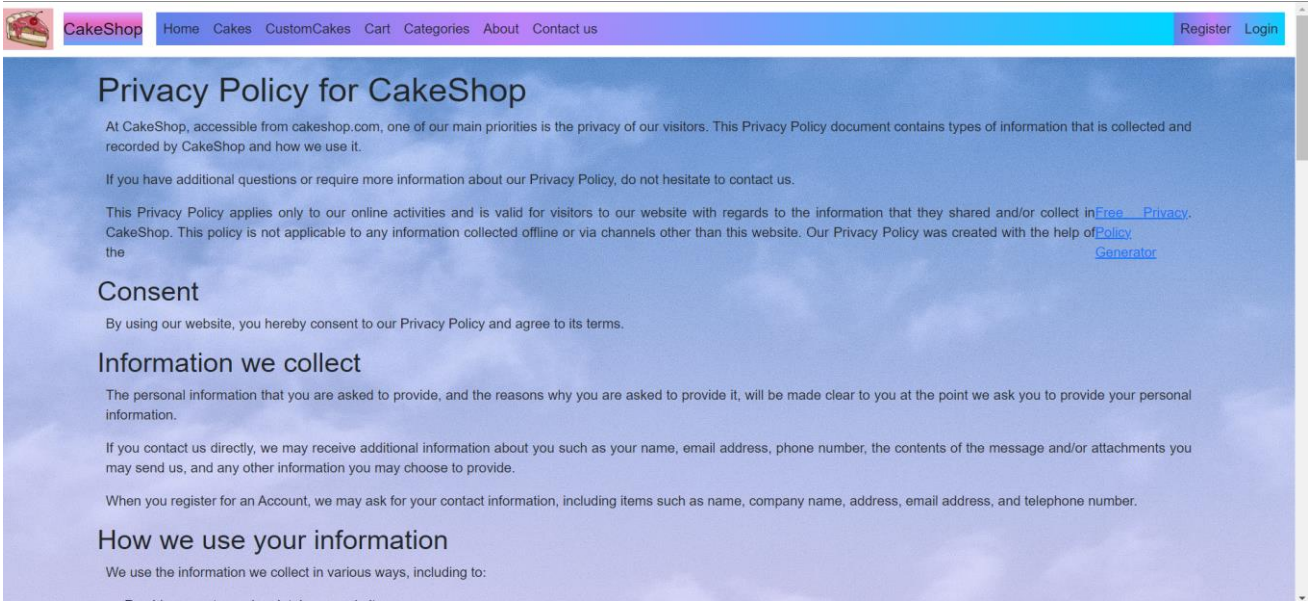 CakeShop Home Cakes CustomCakes Cart Categories About Contact us Register Login
Privacy Policy for CakeShop
At CakeShop, accessible from cakeshop.com, one of our main priorities is the privacy of our visitors. This Privacy Policy document contains types of information that is collected and
recorded by CakeShop and how we use it.
If you have additional questions or require more information about our Privacy Policy, do not hesitate to contact us.
This Privacy Policy applies only to our online activities and is valid for visitors to our website with regards to the information that they shared and/or collect in
CakeShop. This policy is not applicable to any information collected offline or via channels other than this website. Our Privacy Policy was created with the help of
the
Free Privacy.
Policy
Generator
Consent
By using our website, you hereby consent to our Privacy Policy and agree to its terms.
Information we collect
The personal information that you are asked to provide, and the reasons why you are asked to provide it, will be made clear to you at the point we ask you to provide your personal
information.
If you contact us directly, we may receive additional information about you such as your name, email address, phone number, the contents of the message and/or attachments you
may send us, and any other information you may choose to provide.
When you register for an Account, we may ask for your contact information, including items such as name, company name, address, email address, and telephone number.
How we use your information
We use the information we collect in various ways, including to: